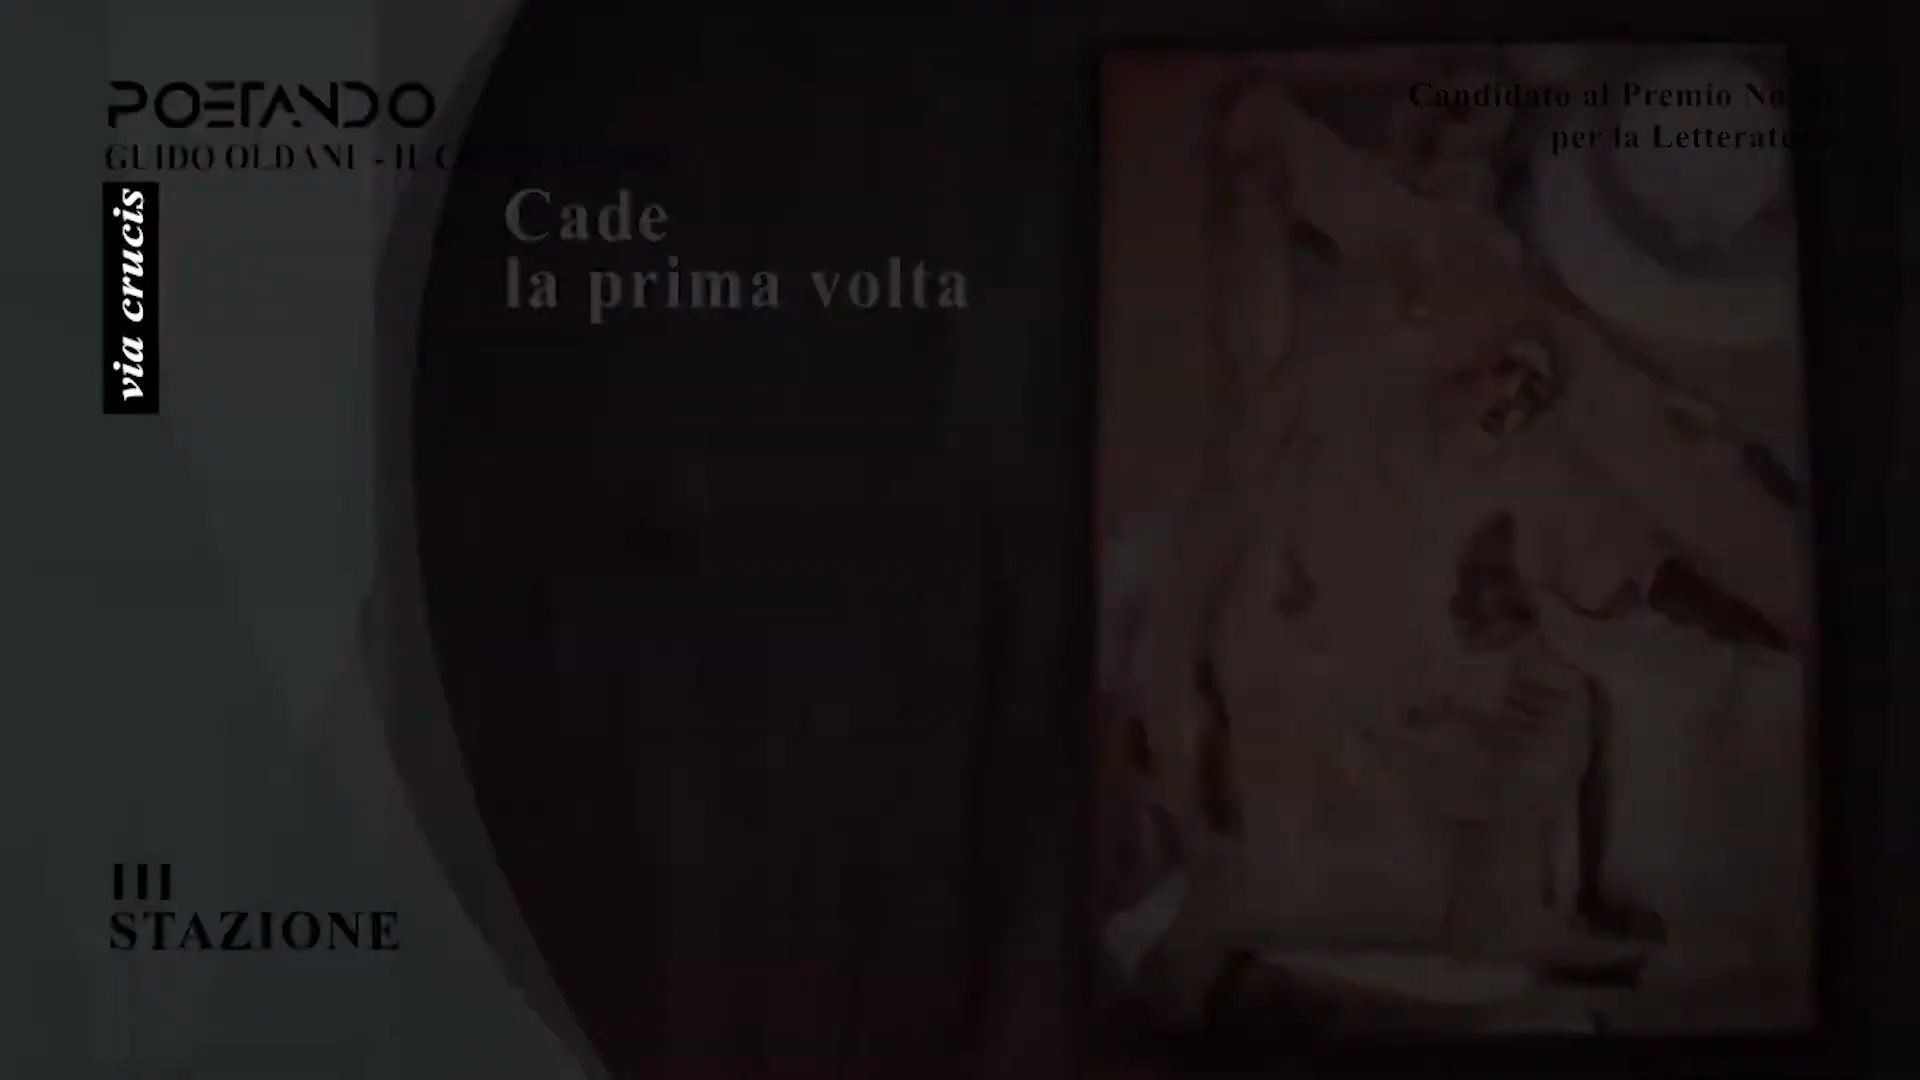 POETANDO
GUIDO OLDANI - IL
via crucis
Candidato al Premio
per la
Cade
la prima volta
III
STAZIONE